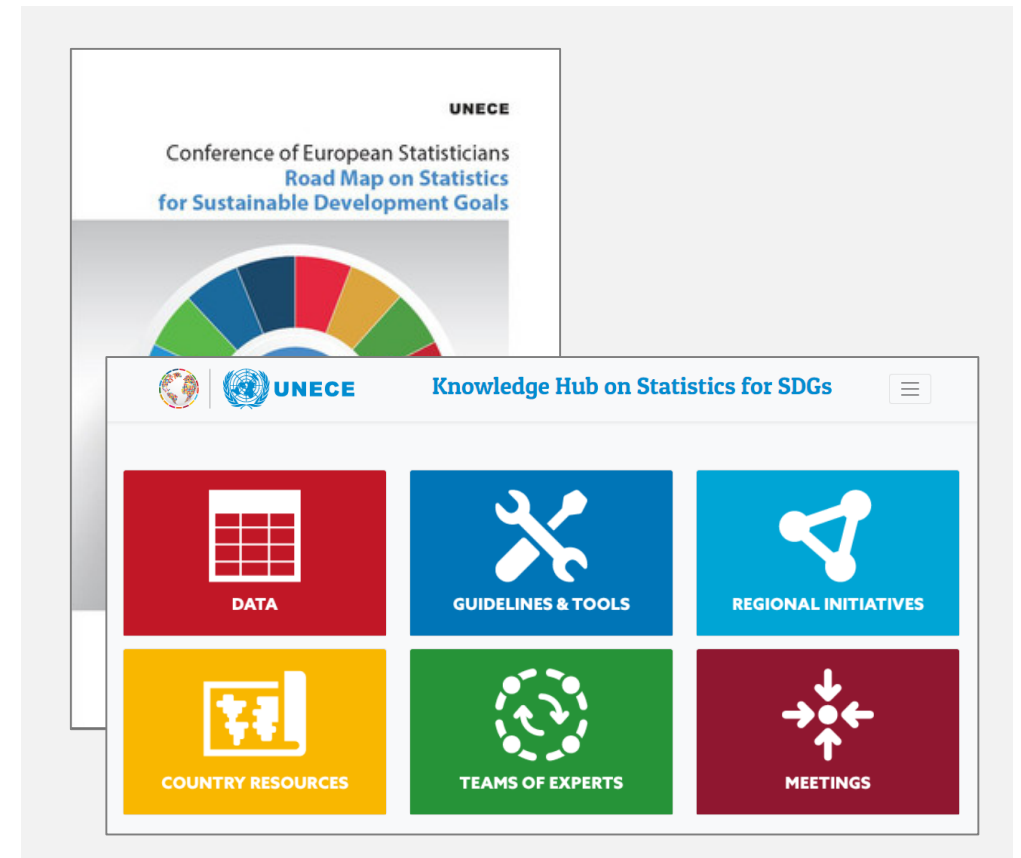 UNECE
Conference of European Statisticians
Road Map on Statistics
for Sustainable Development Goals
UNECE
Knowledge Hub on Statistics for SDGs
DATA
GUIDELINES & TOOLS
REGIONAL INITIATIVES
COUNTRY RESOURCES
TEAMS OF EXPERTS
MEETINGS